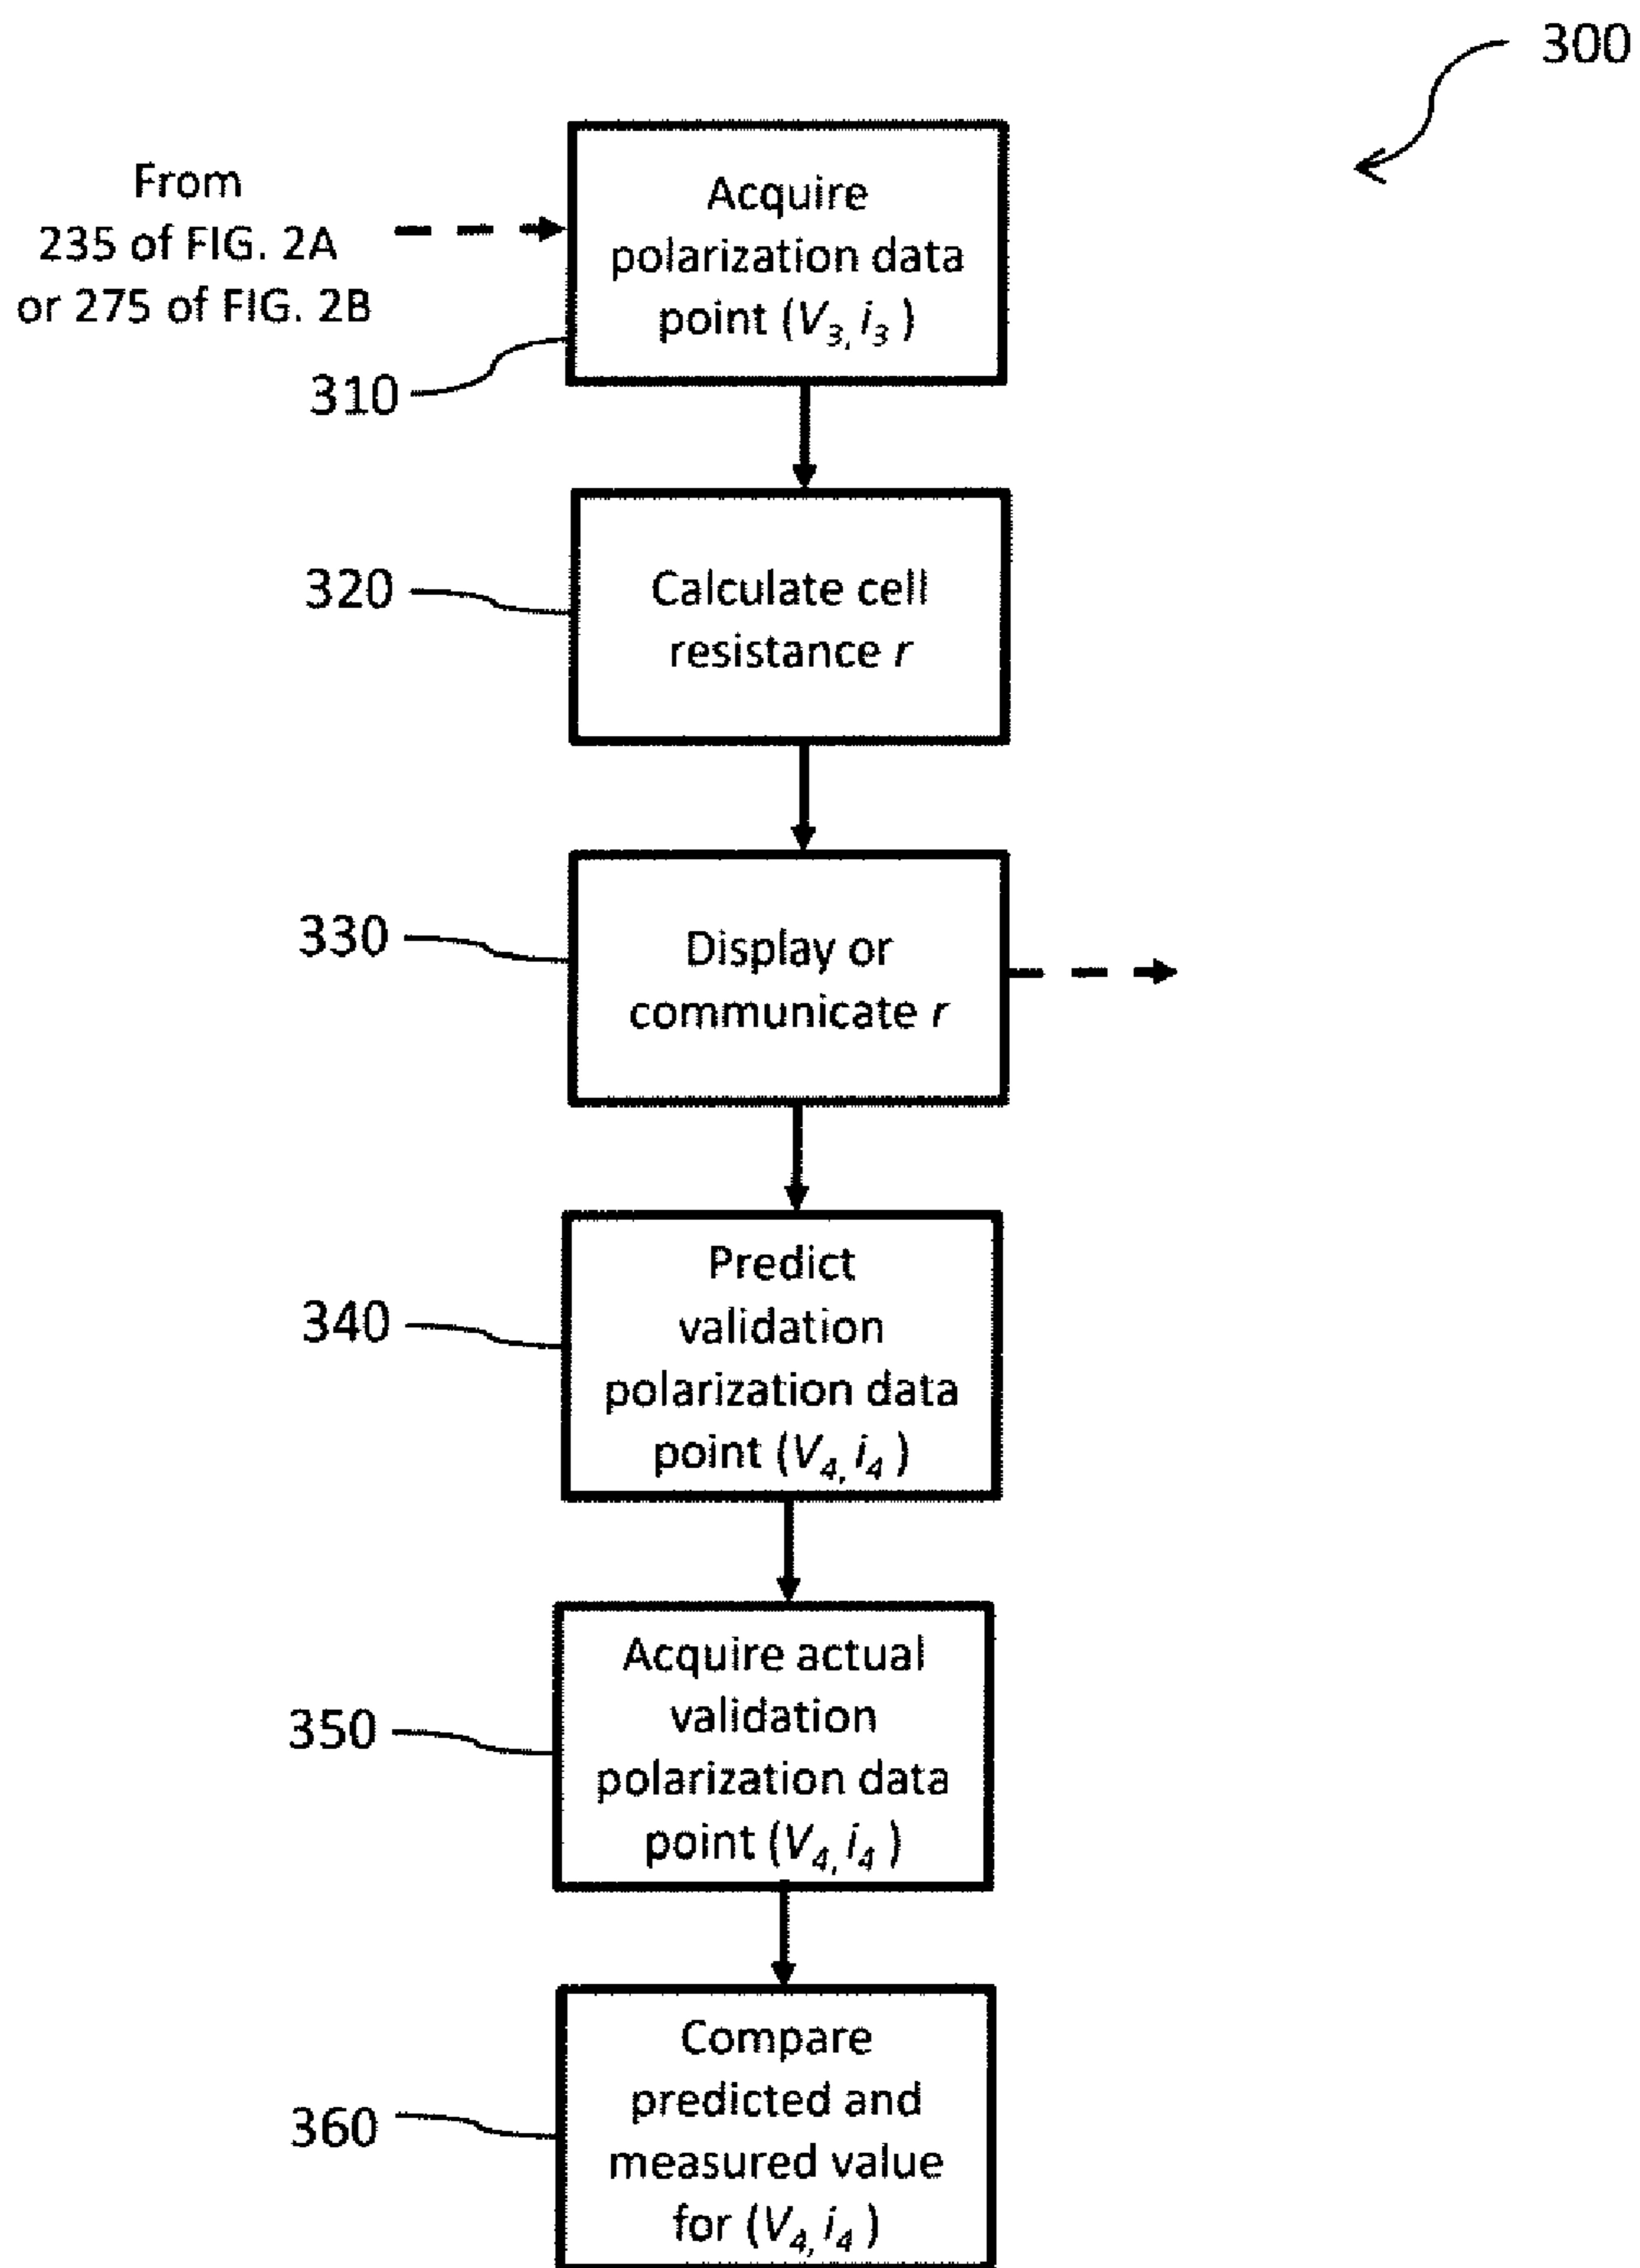 300
From
235 of FIG. 2A
or 275 of FIG. 2B
Acquire
polarization data
point (V3, i3 )
310
320
Calculate cell
resistance r
330
Display or
communicate r
340
Predict
validation
polarization data
point (V4, i4 )
350
Acquire actual
validation
polarization data
point (V4, i4 )
360
Compare
predicted and
measured value
for (V4, i4 )